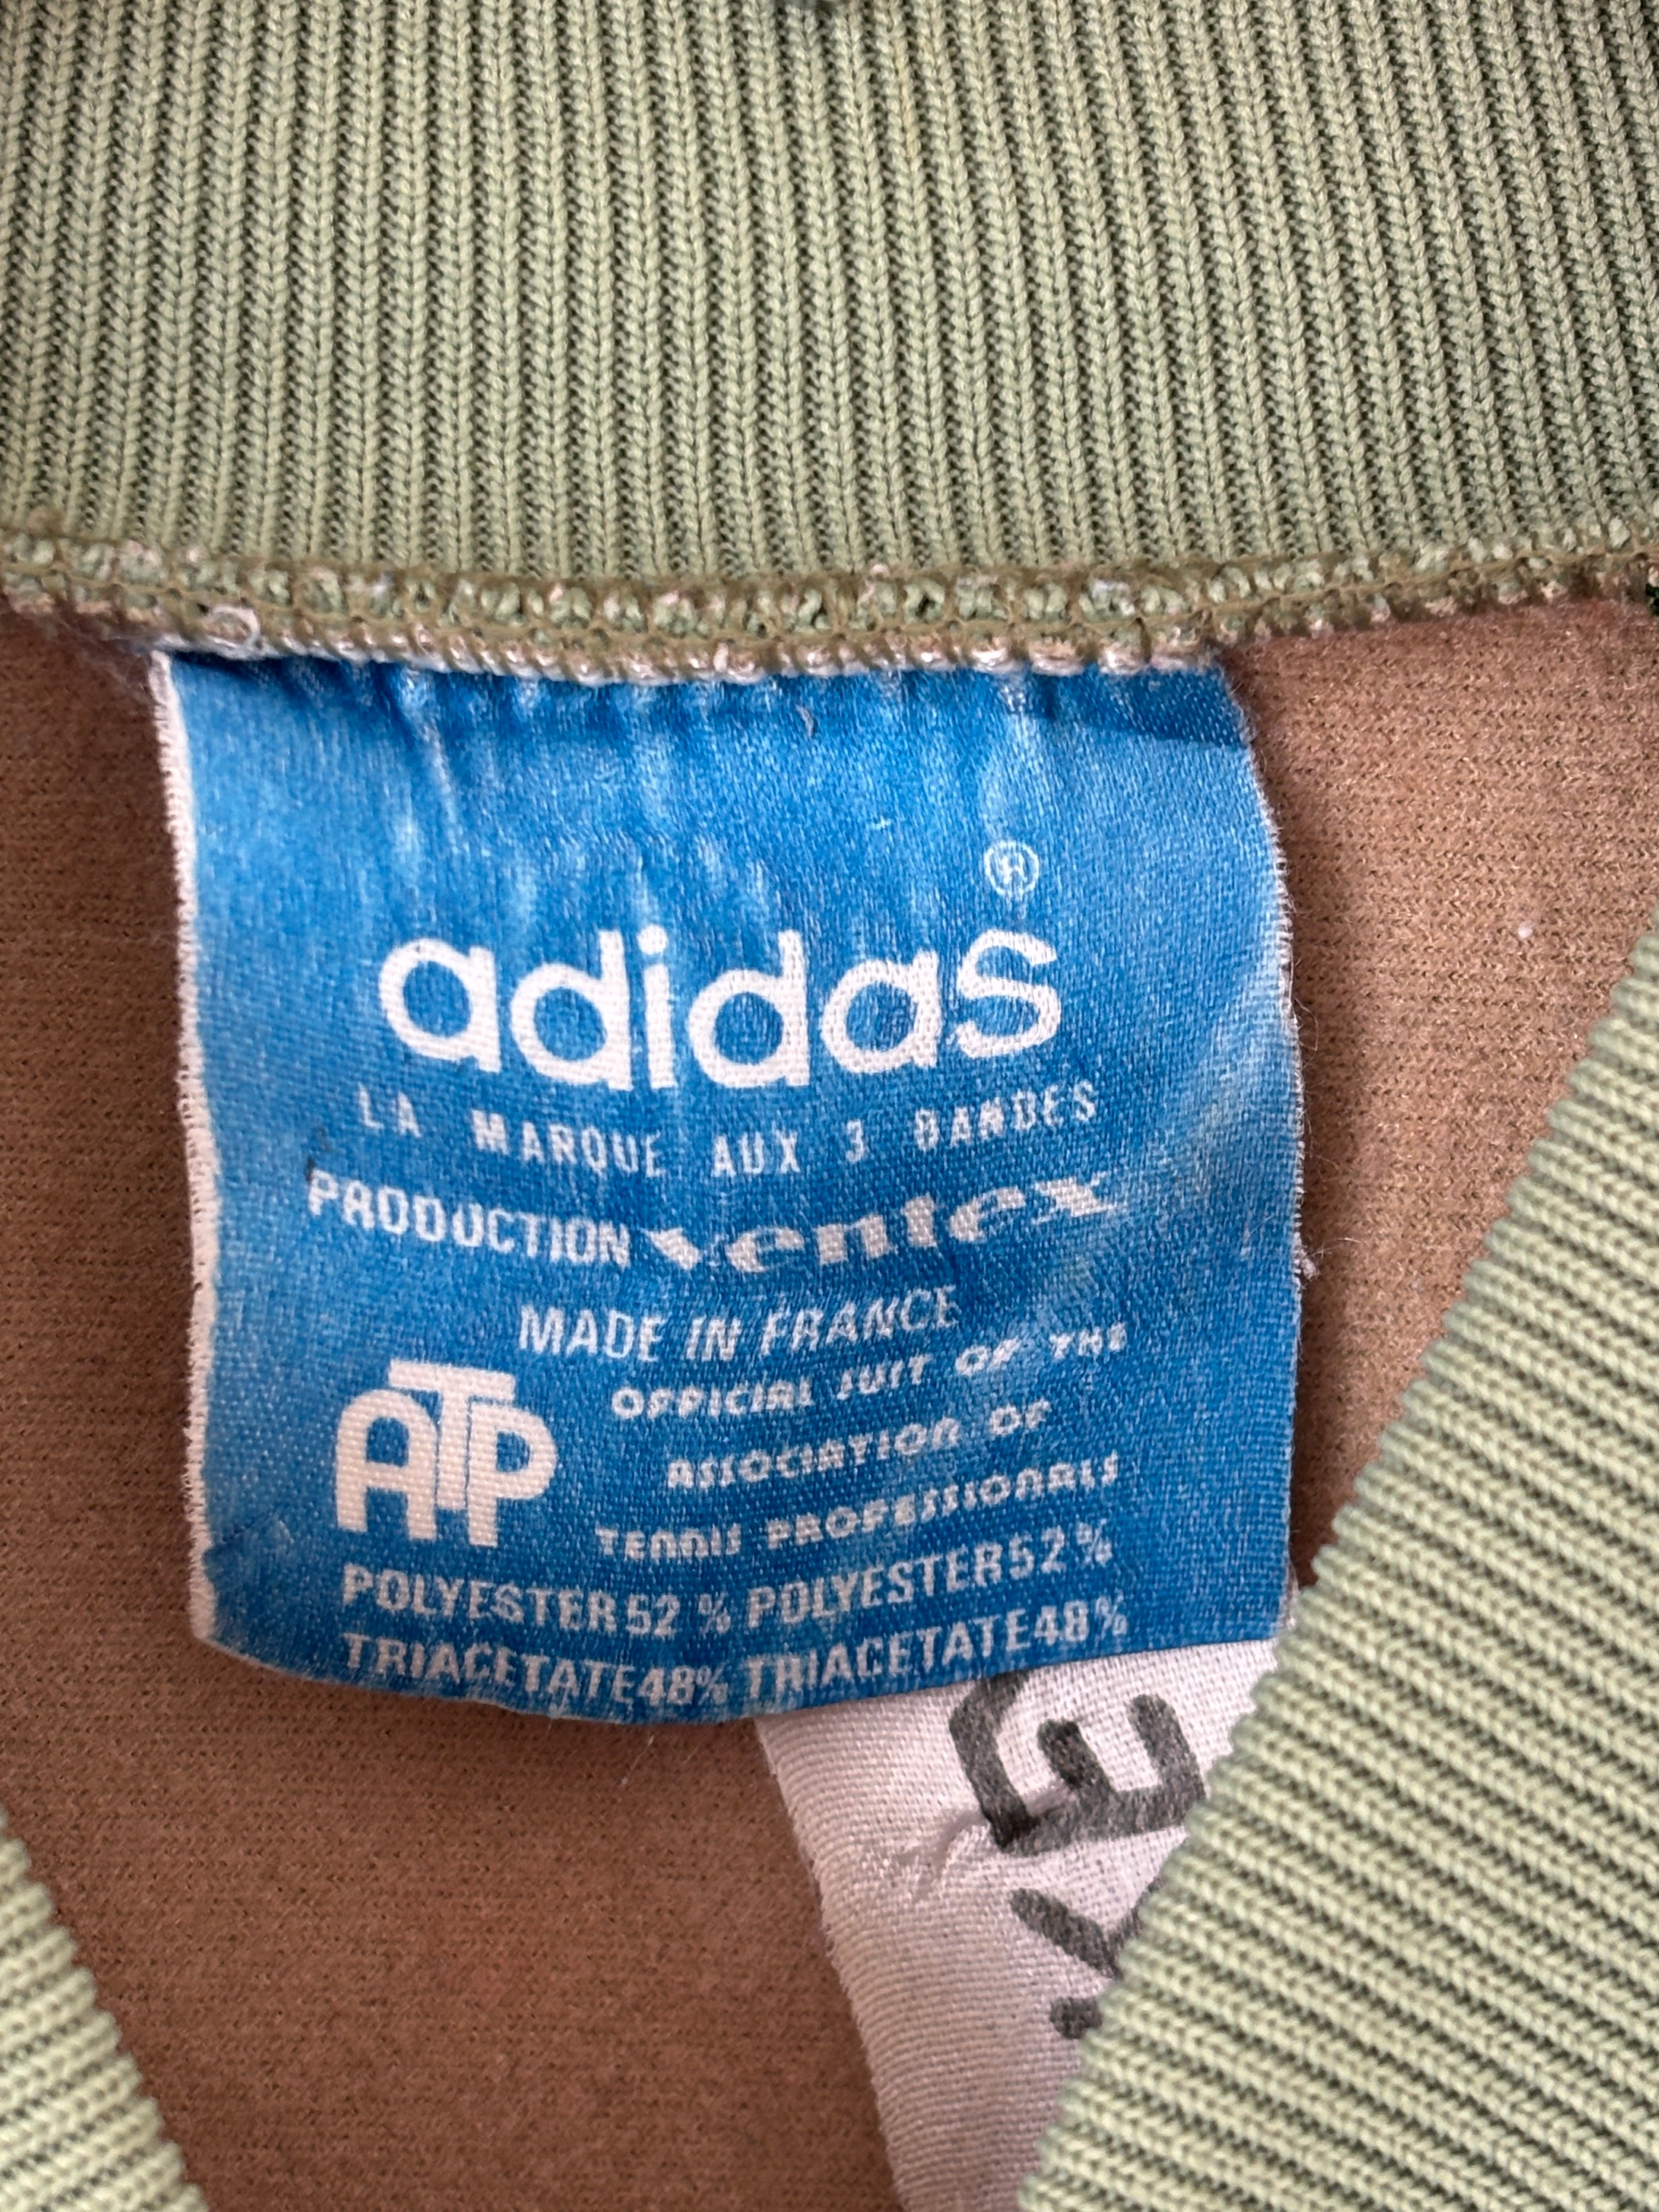 ®
adidas
LA MARQUE AUX 3 BANDES
PRODUCTION ventex
MADE IN FRANCE
ATP
OFFICIAL SUIT OF THE
ASSOCIATION OF
TENNIS PROFESSIONALS
POLYESTER 52 % POLYESTER 52 %
TRIACETATE 48% TRIACETATE 48%